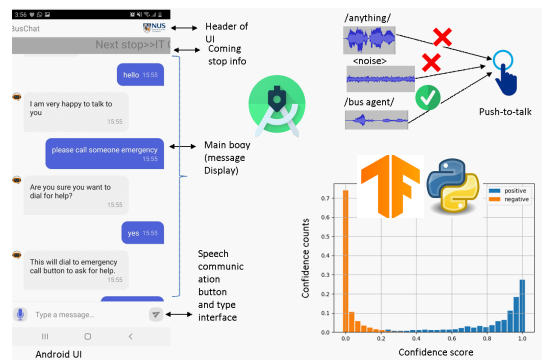 3:56
BusChat
NUS
Next stop>>IT
hello 15:55
I am very happy to talk to
you
15:55
please call someone emergency
15:55
Are you sure you want to
dial for help?
15:55
yes 15:55
This will dial to emergency
call button to ask for help.
15:55
Type a message...
Android UI
Header of
UI
Coming
stop info
Main booy
(message
Display)
Speech
communic
ation
button
and type
interface
/anything/
<noise>
/bus agent/
Push-to-talk
positive
negative
Confidence counts
0.7
0.6
0.5
0.4
0.3
0.2
0.1
0.0
0.0 0.2 0.4 0.6 0.8 1.0
Confidence score